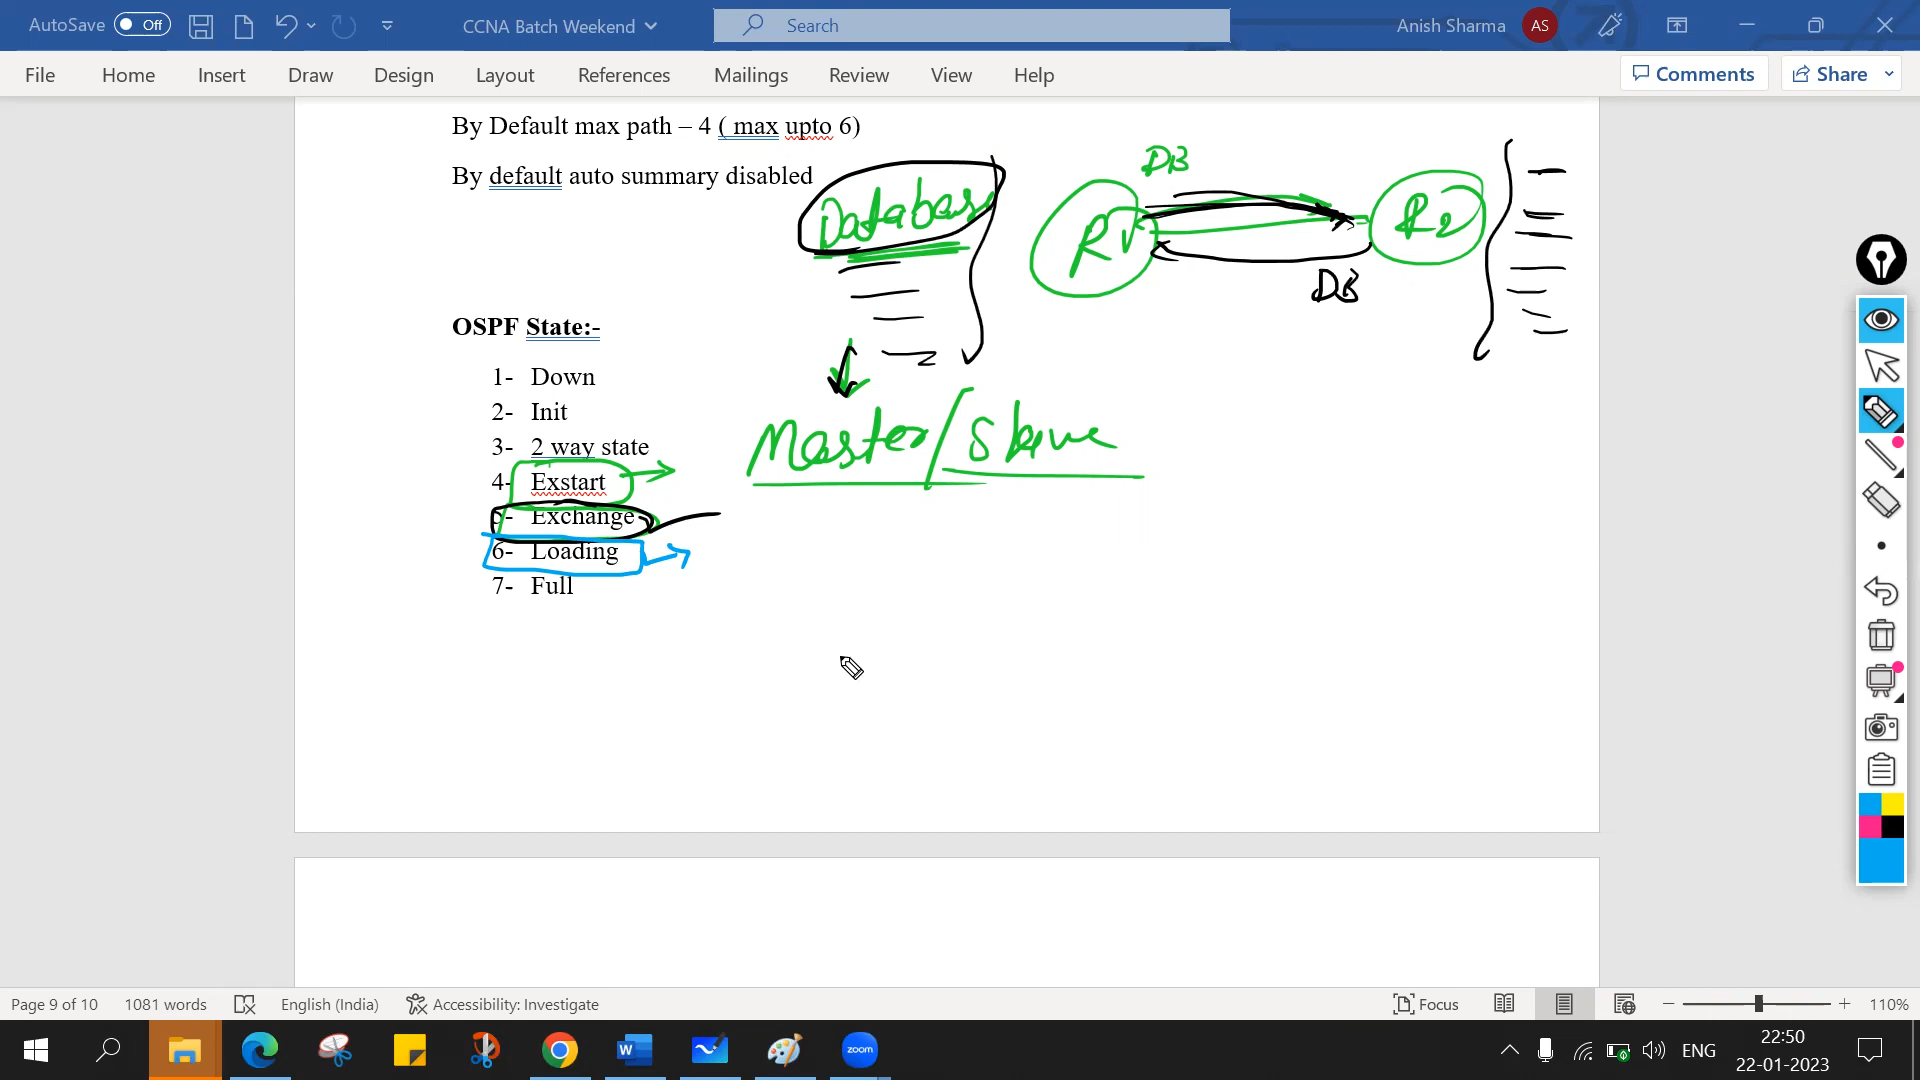 AutoSave Off
CCNA Batch Weekend
Search
Anish Sharma AS
File Home Insert Draw Design Layout References Mailings Review View Help
Comments Share
By Default max path – 4 ( max upto 6)
By default auto summary disabled
Database
DB
R1
R2
DB
OSPF State:-
1- Down
2- Init
3- 2 way state
4- Exstart
5- Exchange
6- Loading
7- Full
Master/Slave
Page 9 of 10 1081 words English (India) Accessibility: Investigate Focus 110%
zoom
ENG
22:50
22-01-2023